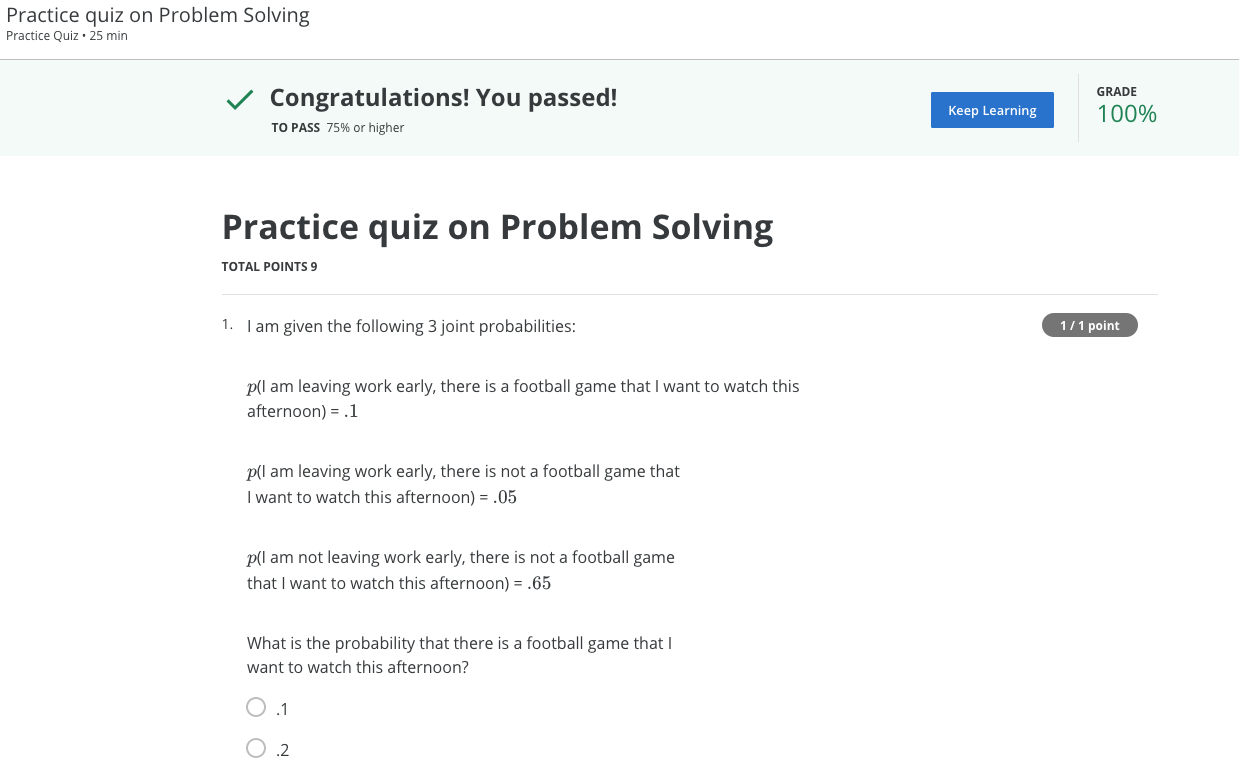 Practice quiz on Problem Solving
Practice Quiz • 25 min
Congratulations! You passed!
TO PASS 75% or higher
Keep Learning
GRADE
100%
Practice quiz on Problem Solving
TOTAL POINTS 9
1. I am given the following 3 joint probabilities:
1 / 1 point
p(I am leaving work early, there is a football game that I want to watch this
afternoon) = .1
p(I am leaving work early, there is not a football game that
I want to watch this afternoon) = .05
p(I am not leaving work early, there is not a football game
that I want to watch this afternoon) = .65
What is the probability that there is a football game that I
want to watch this afternoon?
.1
.2